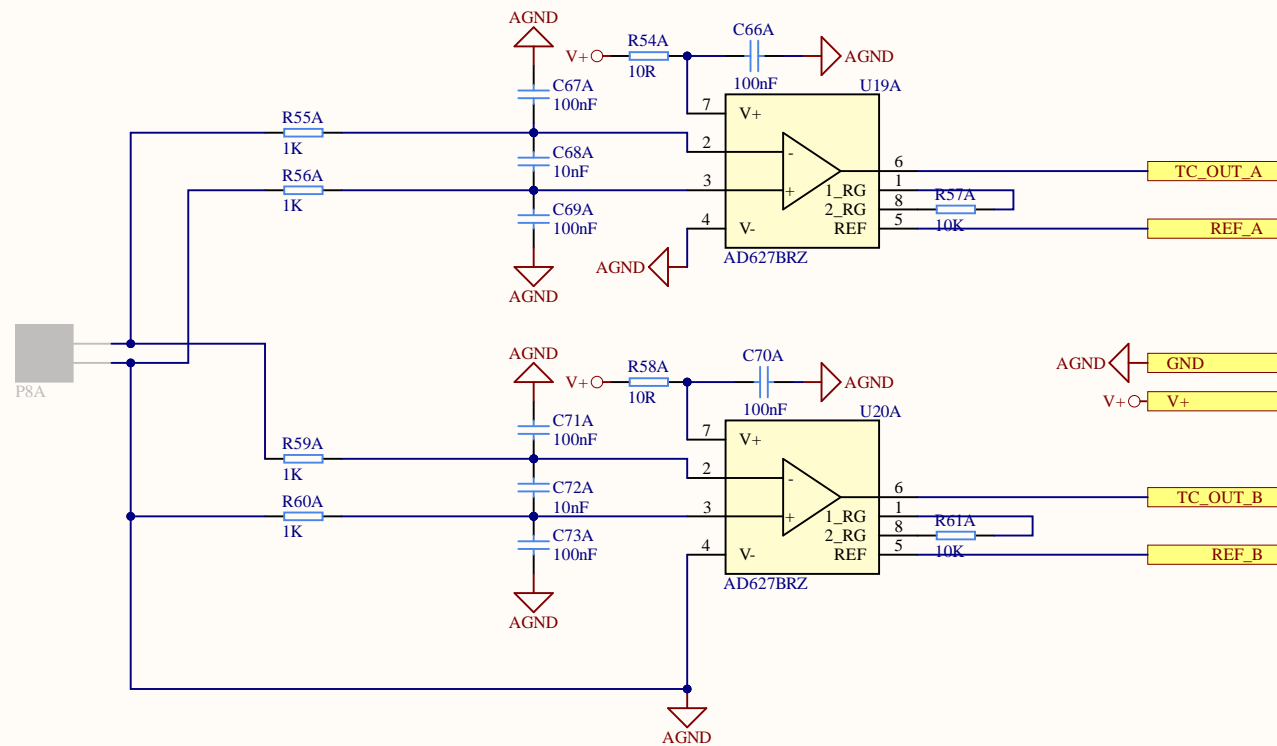 AGND
V+
R54A
10R
C66A
100nF
AGND
C67A
100nF
U19A
7
V+
R55A
1K
2
-
C68A
10nF
6
TC_OUT_A
R56A
1K
3
+
1_RG
1
R57A
2_RG
8
10K
C69A
100nF
4
V-
REF
5
REF_A
AD627BRZ
AGND
AGND
P8A
AGND
V+
R58A
10R
C70A
100nF
AGND
AGND
GND
V+
V+
C71A
100nF
U20A
7
V+
R59A
1K
2
-
C72A
10nF
6
TC_OUT_B
R60A
1K
3
+
1_RG
1
R61A
2_RG
8
10K
C73A
100nF
4
V-
REF
5
REF_B
AD627BRZ
AGND
AGND